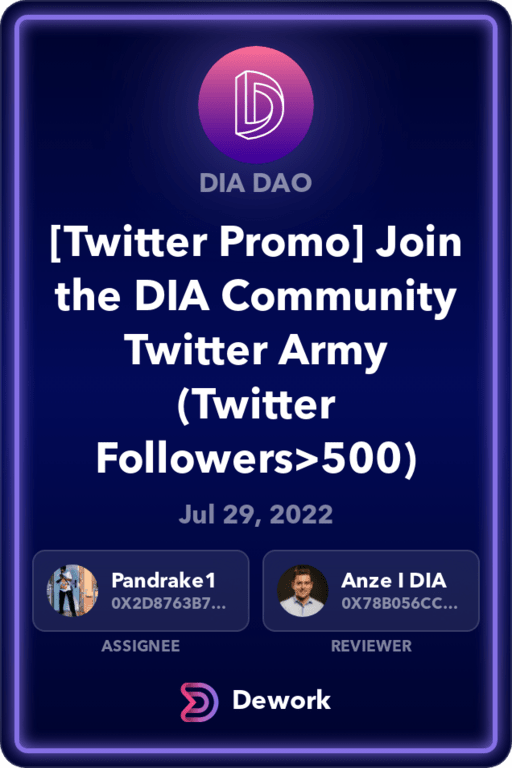 DIA DAO
[Twitter Promo] Join
the DIA Community
Twitter Army
(Twitter
Followers>500)
Jul 29, 2022
Pandrake1
0X2D8763B7...
ASSIGNEE
Anze I DIA
0X78B056CC...
REVIEWER
Dework